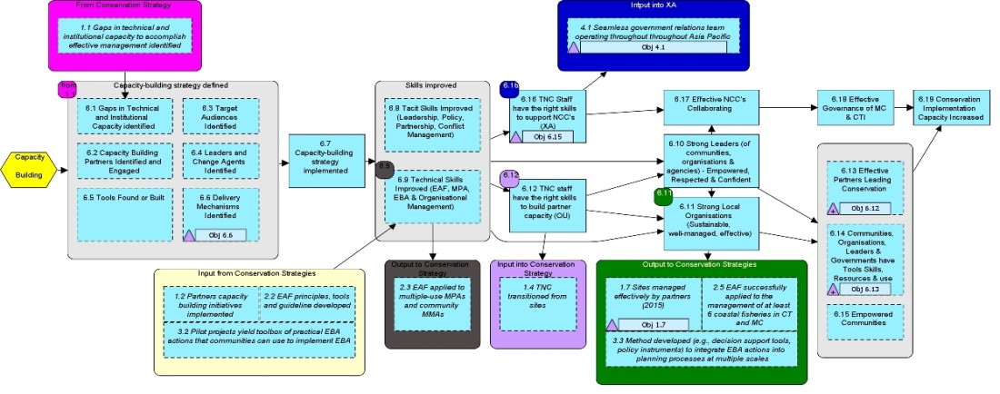 From Conservation Strategy
1.1 Gaps in technical and
institutional capacity to accomplish
effective management identified
Intput into XA
4.1 Seamless government relations team
operating throughout throughout Asia Pacific
Obj 4.1
from
1.1
Capacity-building strategy defined
6.1 Gaps in Technical
and Institutional
Capacity identified
6.3 Target
Audiences
Identified
6.2 Capacity Building
Partners Identified and
Engaged
6.4 Leaders and
Change Agents
Identified
6.5 Tools Found or Built
6.6 Delivery
Mechanisms
Identified
Obj 6.6
Capacity
Building
6.7
Capacity-building
strategy
implemented
Skills improved
6.8 Tacit Skills Improved
(Leadership, Policy,
Partnership, Conflict
Management)
6.9
6.9 Technical Skills
Improved (EAF, MPA,
EBA & Organisational
Management)
6.16
6.16 TNC Staff
have the right skills
to support NCC's
(XA)
Obj 6.15
6.12
6.12 TNC staff
have the right skills
to build partner
capacity (OU)
6.17 Effective NCC's
Collaborating
6.10 Strong Leaders (of
communities,
organisations &
agencies) - Empowered,
Respected & Confident
6.11
6.11 Strong Local
Organisations
(Sustainable,
well-managed, effective)
6.18 Effective
Governance of MC
& CTI
6.19 Conservation
Implementation
Capacity Increased
6.13 Effective
Partners Leading
Conservation
Obj 6.12
6.14 Communities,
Organisations,
Leaders &
Governments have
Tools Skills,
Resources & use
Obj 6.13
6.15 Empowered
Communities
Input from Conservation Strategies
1.2 Partners capacity
building initiatives
implemented
2.2 EAF principles, tools
and guideline developed
3.2 Pilot projects yield toolbox of practical EBA
actions that communities can use to implement EBA
Output to Conservation
Strategy
2.3 EAF applied to
multiple-use MPAs
and community
MMAs
Input into Conservation
Strategy
1.4 TNC
transitioned from
sites
Output to Conservation Strategies
1.7 Sites managed
effectively by partners
(2015)
Obj 1.7
2.5 EAF successfully
applied to the
management of at least
6 coastal fisheries in CT
and MC
3.3 Method developed (e.g., decision support tools,
policy instruments) to integrate EBA actions into
planning processes at multiple scales